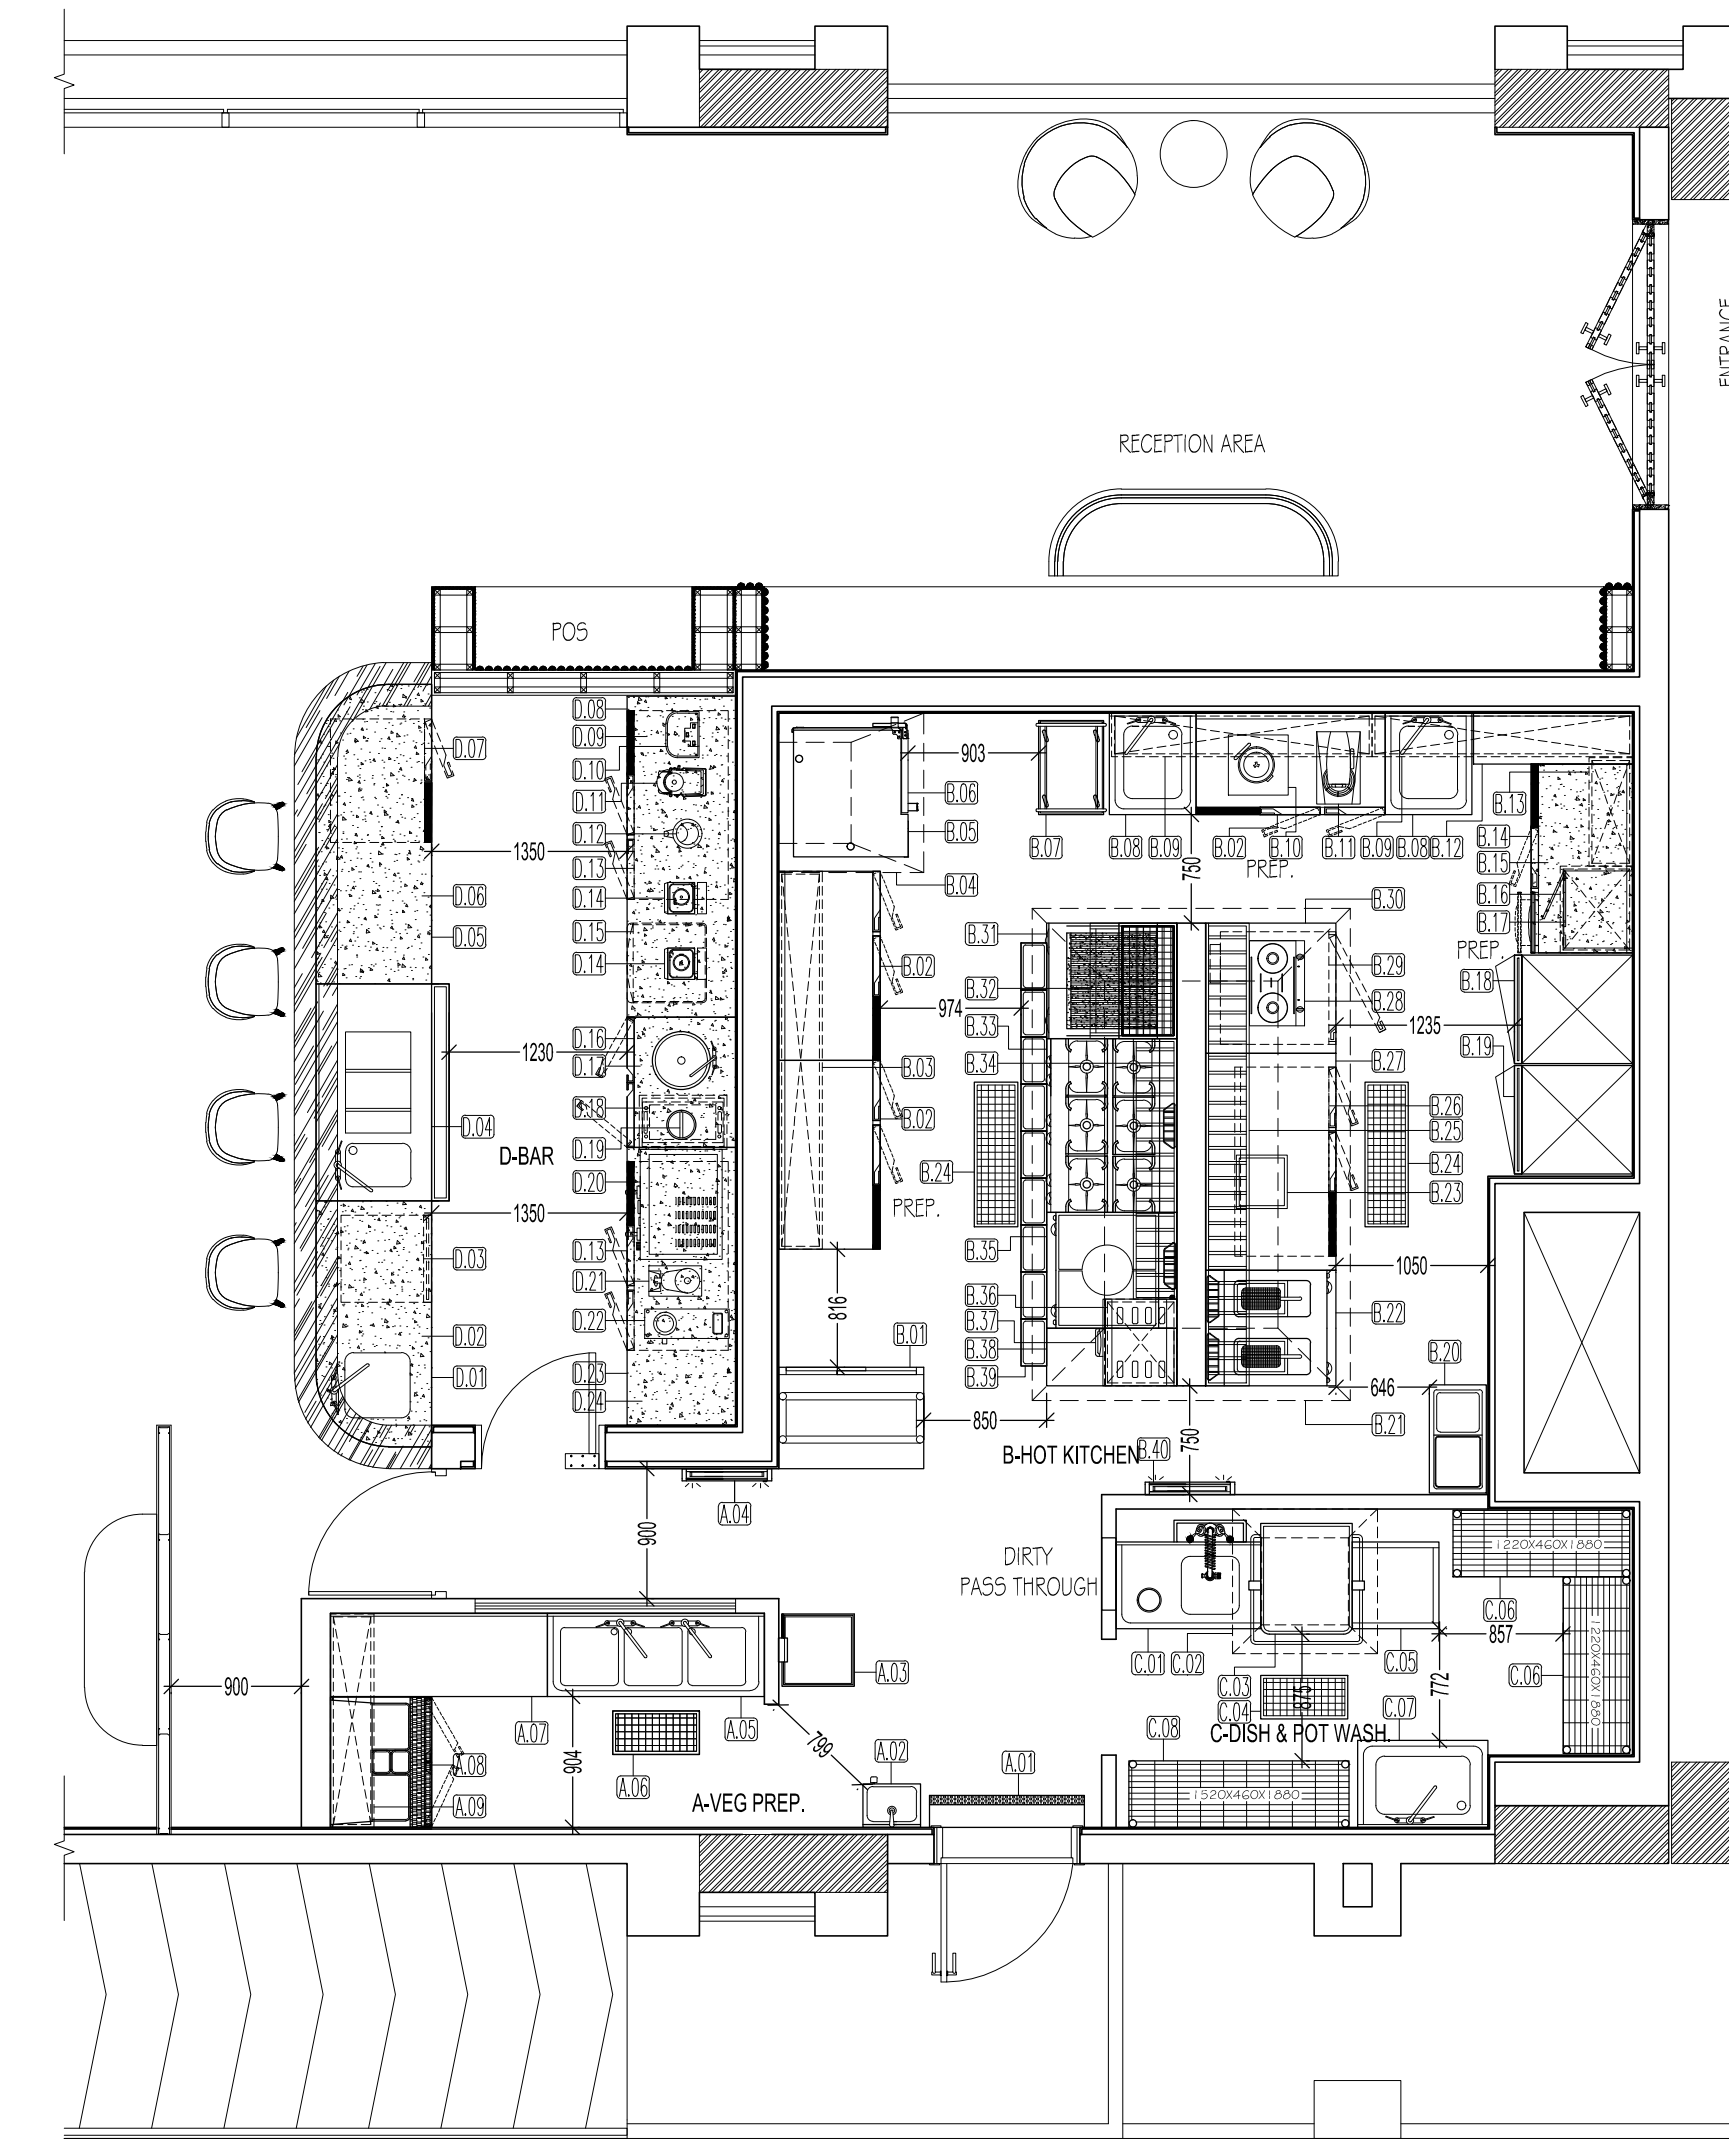 ENTRANCE
RECEPTION AREA
POS
D.08
D.09
D.10
D.11
D.12
D.13
D.14
D.15
D.14
D.16
D.17
D.18
D.19
D.20
D.13
D.21
D.22
D.23
D.24
D.07
D.06
D.05
D.04
D.03
D.02
D.01
1350
1230
1350
D-BAR
903
B.06
B.05
B.04
B.07
B.08
B.09
B.02
B.10
B.11
B.09
B.08
B.12
PREP.
750
B.13
B.14
B.15
B.16
B.17
PREP.
B.18
B.19
B.30
B.31
B.02
B.32
974
B.33
B.34
B.03
B.02
B.24
PREP.
B.35
B.36
B.37
B.38
B.39
816
B.01
850
B.29
B.28
1235
B.27
B.26
B.25
B.24
B.23
1050
B.22
B.20
646
B.21
750
B-HOT KITCHEN
B.40
A.04
900
DIRTY
PASS THROUGH
1220X460X1880
C.06
857
1220X460X1880
C.06
C.01
C.02
C.03
C.04
C.05
875
772
C.07
C.08
C-DISH & POT WASH.
1520X460X1880
A.03
900
A.07
A.05
799
A.02
A.01
904
A.06
A.08
A.09
A-VEG PREP.